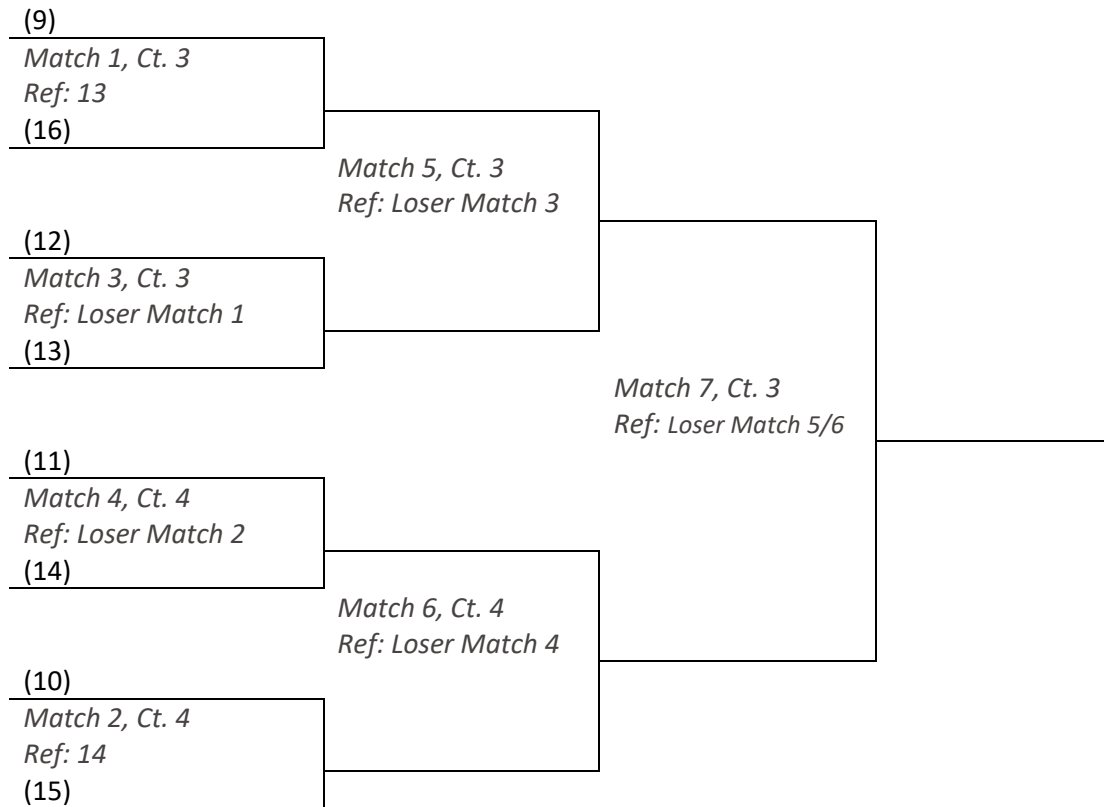 (9)
Match 1, Ct. 3
Ref: 13
(16)
Match 5, Ct. 3
Ref: Loser Match 3
(12)
Match 3, Ct. 3
Ref: Loser Match 1
(13)
Match 7, Ct. 3
Ref: Loser Match 5/6
(11)
Match 4, Ct. 4
Ref: Loser Match 2
(14)
Match 6, Ct. 4
Ref: Loser Match 4
(10)
Match 2, Ct. 4
Ref: 14
(15)